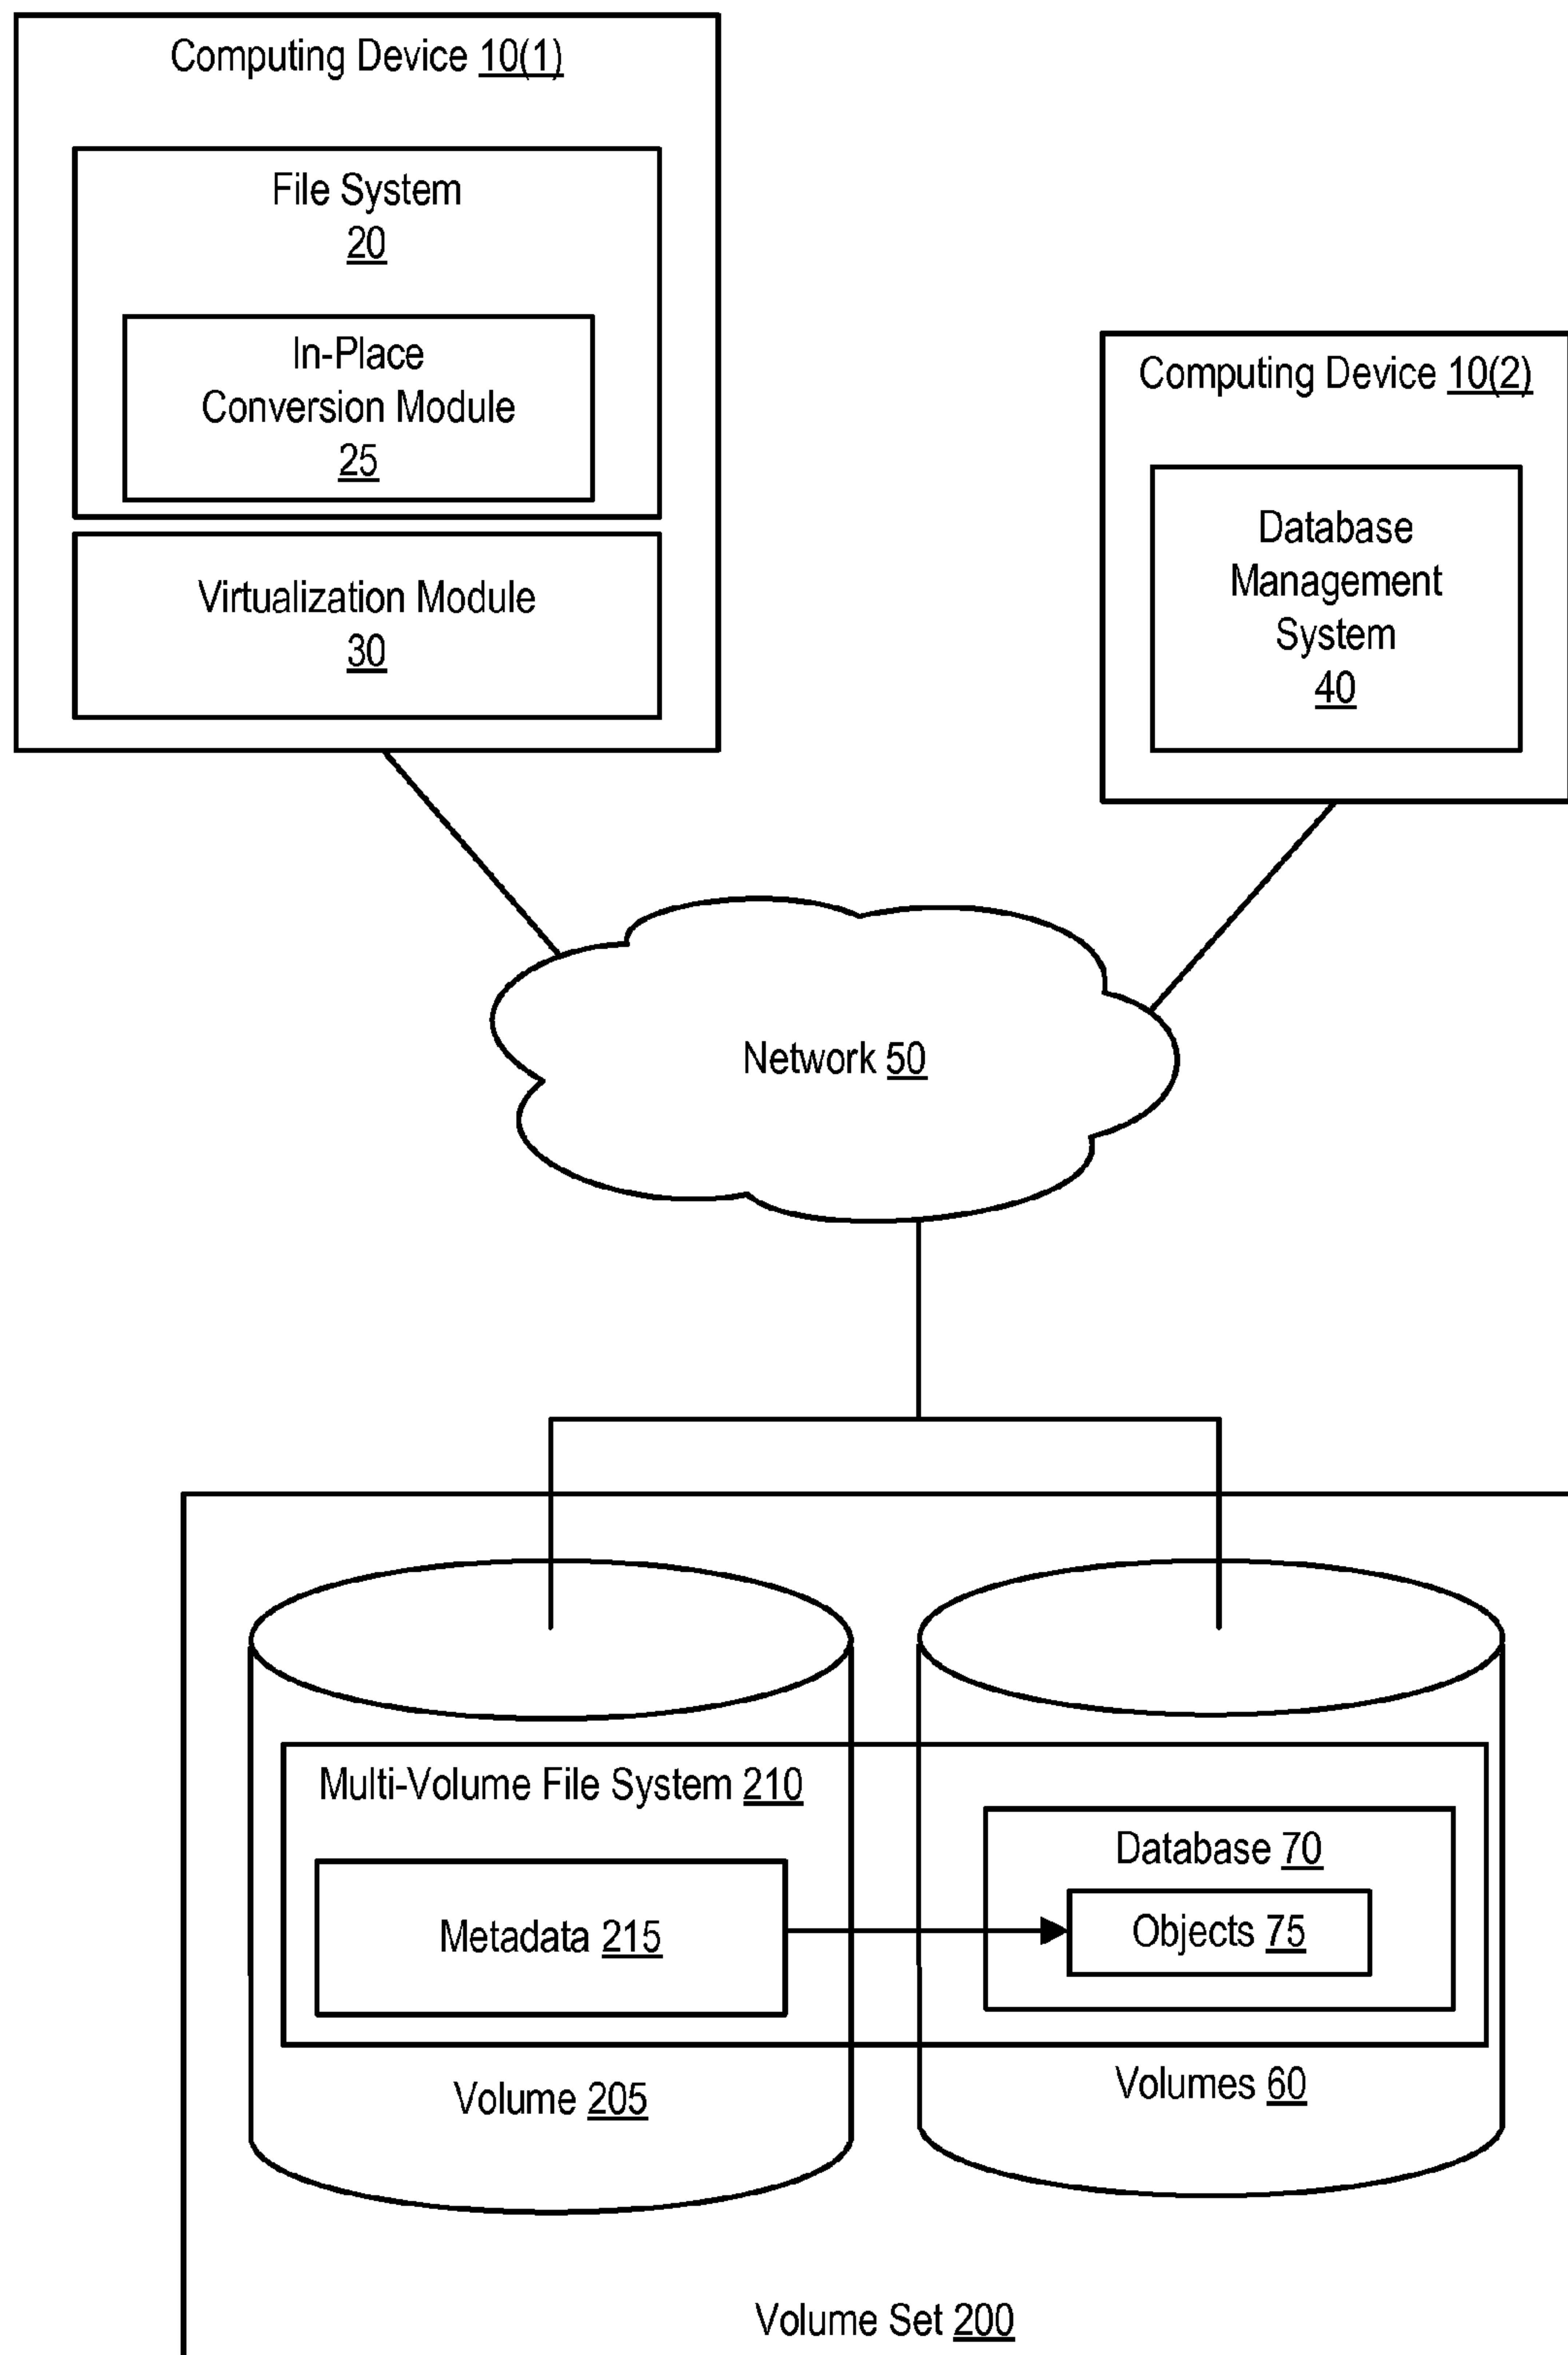 Computing Device 10(1)
File System
20
In-Place
Conversion Module
25
Virtualization Module
30
Computing Device 10(2)
Database
Management
System
40
Network 50
Multi-Volume File System 210
Metadata 215
Database 70
Objects 75
Volume 205
Volumes 60
Volume Set 200